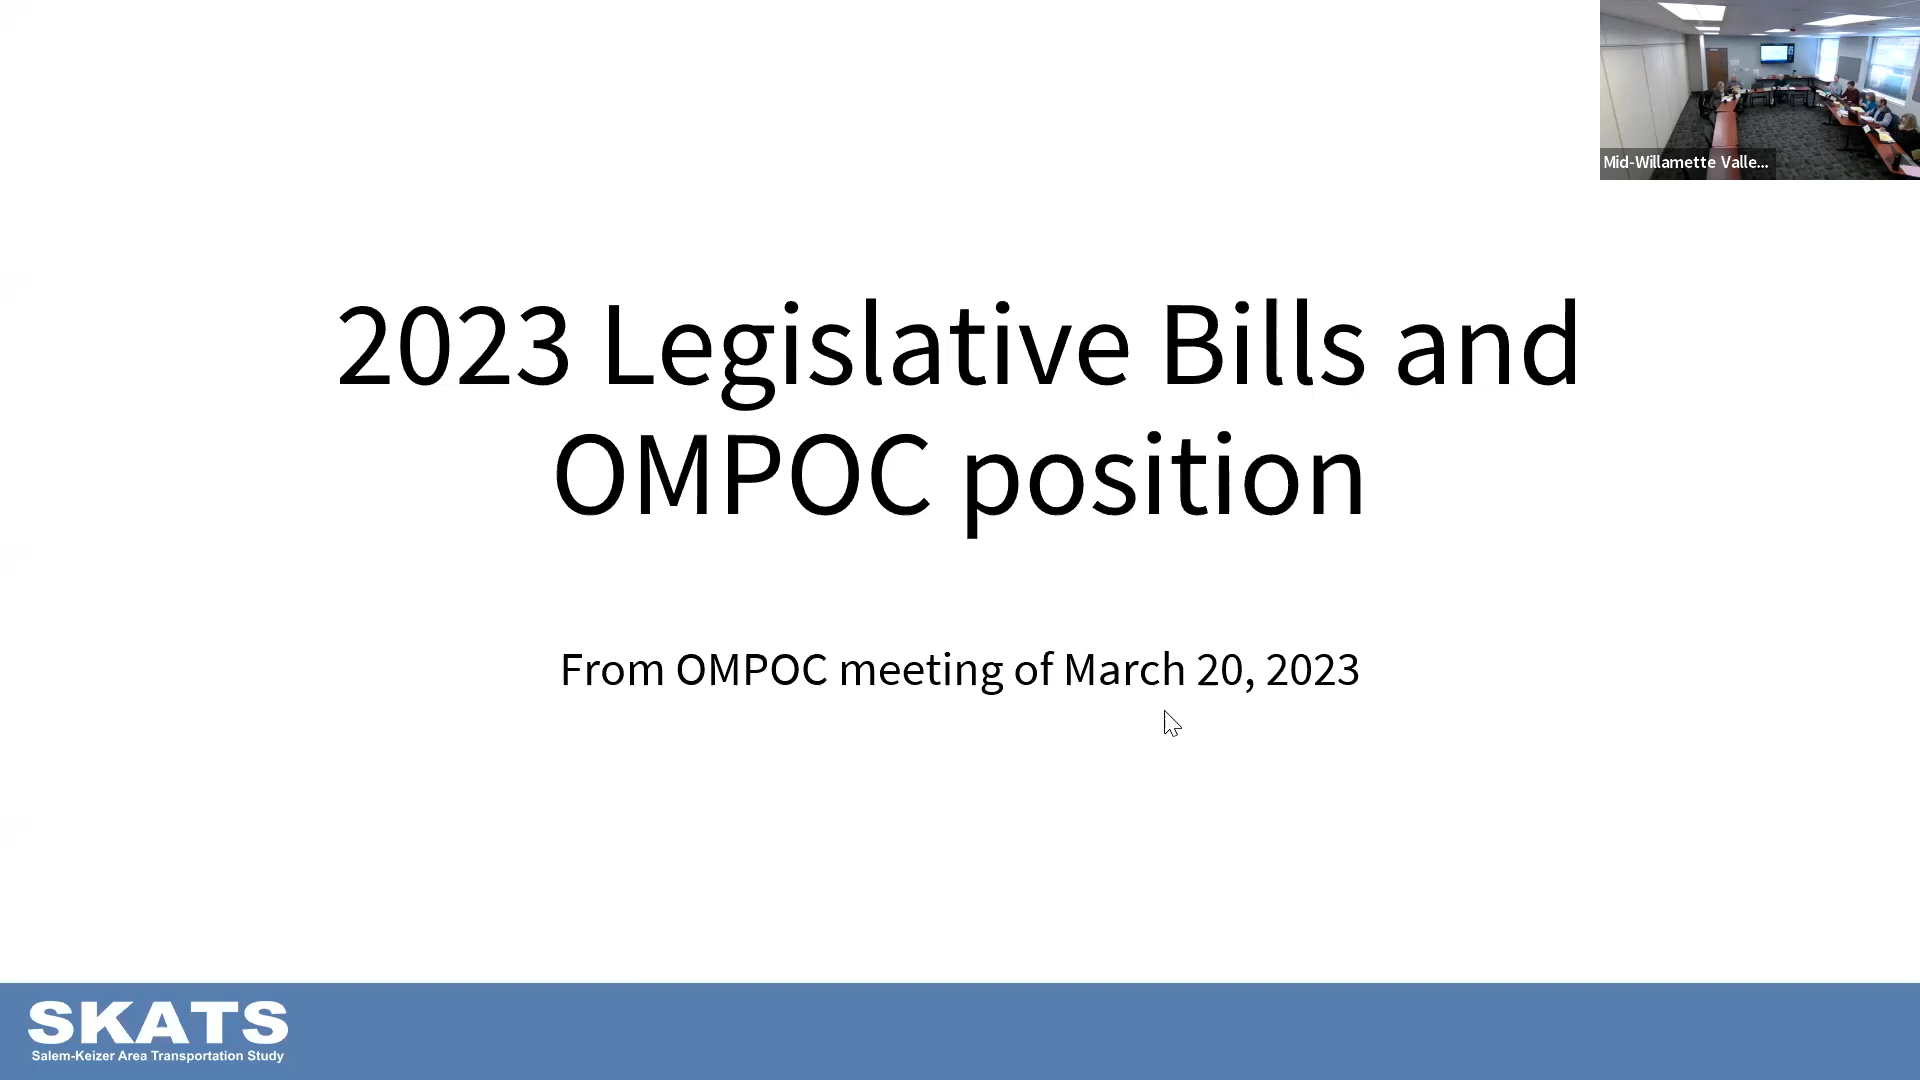 Mid-Willamette Valle...
2023 Legislative Bills and
OMPOC position
From OMPOC meeting of March 20, 2023
SKATS
Salem-Keizer Area Transportation Study